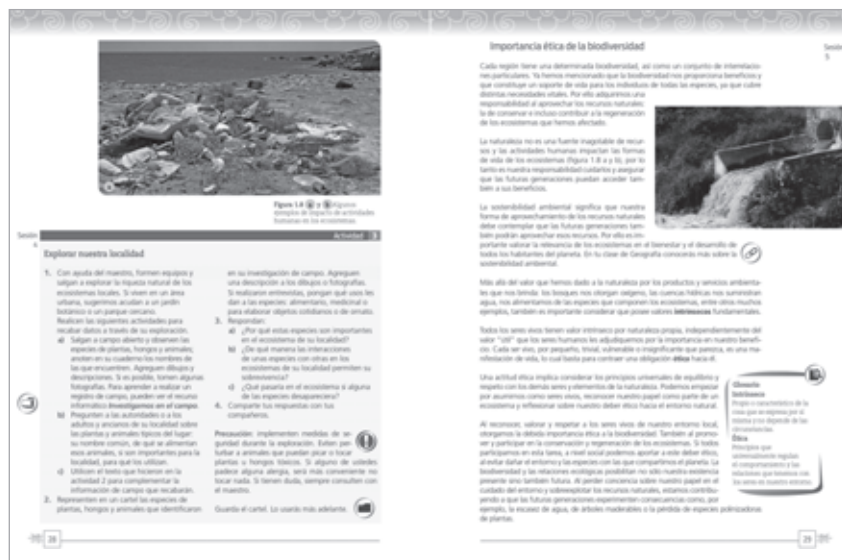 Figura 1.8 a y b Algunos
ejemplos de impacto de actividades
humanas en los ecosistemas.
Sesión
4
Actividad 3
Explorar nuestra localidad
1. Con ayuda del maestro, formen equipos y
salgan a explorar la riqueza natural de los
ecosistemas locales. Si viven en un área
urbana, sugerimos acudan a un jardín
botánico o un parque cercano.
Realicen las siguientes actividades para
recabar datos a través de su exploración.
a) Salgan a campo abierto y observen las
especies de plantas, hongos y animales;
anoten en su cuaderno los nombres de
las que encuentren. Agreguen dibujos y
descripciones. Si es posible, tomen algunas
fotografías. Para aprender a realizar un
registro de campo, pueden ver el recurso
informático Investigamos en el campo.
b) Pregunten a las autoridades o a los
adultos y ancianos de su localidad sobre
las plantas y animales típicos del lugar:
su nombre común, de qué se alimentan
esos animales, si son importantes para la
localidad, para qué los utilizan.
c) Utilicen el texto que hicieron en la
actividad 2 para complementar la
información de campo que recabarán.
2. Representen en un cartel las especies de
plantas, hongos y animales que identificaron
en su investigación de campo. Agreguen
una descripción a los dibujos o fotografías.
Si realizaron entrevistas, pongan qué usos les
dan a las especies: alimentario, medicinal o
para elaborar objetos cotidianos o de ornato.
3. Respondan:
a) ¿Por qué estas especies son importantes
en el ecosistema de su localidad?
b) ¿De qué manera las interacciones
de unas especies con otras en los
ecosistemas de su localidad permiten su
sobrevivencia?
c) ¿Qué pasaría en el ecosistema si alguna
de las especies desapareciera?
4. Comparte tus respuestas con tus
compañeros.
Precaución: implementen medidas de se-
guridad durante la exploración. Eviten per-
turbar a animales que puedan picar o tocar
plantas u hongos tóxicos. Si alguno de ustedes
padece alguna alergia, será más conveniente no
tocar nada. Si tienen duda, siempre consulten con
el maestro.
Guarda el cartel. Lo usarás más adelante.
28
Importancia ética de la biodiversidad
Sesión
5
Cada región tiene una determinada biodiversidad, así como un conjunto de interrelacio-
nes particulares. Ya hemos mencionado que la biodiversidad nos proporciona beneficios y
que constituye un soporte de vida para los individuos de todas las especies, ya que cubre
distintas necesidades vitales. Por ello adquirimos una
responsabilidad al aprovechar los recursos naturales:
la de conservar e incluso contribuir a la regeneración
de los ecosistemas que hemos afectado.
La naturaleza no es una fuente inagotable de recur-
sos y las actividades humanas impactan las formas
de vida de los ecosistemas (figura 1.8 a y b), por lo
tanto es nuestra responsabilidad cuidarlos y asegurar
que las futuras generaciones puedan acceder tam-
bién a sus beneficios.
La sostenibilidad ambiental significa que nuestra
forma de aprovechamiento de los recursos naturales
debe contemplar que las futuras generaciones tam-
bién podrán aprovechar esos recursos. Por ello es im-
portante valorar la relevancia de los ecosistemas en el bienestar y el desarrollo de
todos los habitantes del planeta. En tu clase de Geografía conocerás más sobre la
sostenibilidad ambiental.
Más allá del valor que hemos dado a la naturaleza por los productos y servicios ambienta-
les que nos brinda: los bosques nos otorgan oxígeno, las cuencas hídricas nos suministran
agua, nos alimentamos de las especies que componen los ecosistemas, entre otros muchos
ejemplos, también es importante considerar que posee valores intrínsecos fundamentales.
Todos los seres vivos tienen valor intrínseco por naturaleza propia, independientemente del
valor "útil" que los seres humanos les adjudiquemos por la importancia en nuestro benefi-
cio. Cada ser vivo, por pequeño, trivial, vulnerable o insignificante que parezca, es una ma-
nifestación de vida, lo cual basta para contraer una obligación ética hacia él.
Una actitud ética implica considerar los principios universales de equilibrio y
respeto con los demás seres y elementos de la naturaleza. Podemos empezar
por asumirnos como seres vivos, reconocer nuestro papel como parte de un
ecosistema y reflexionar sobre nuestro deber ético hacia el entorno natural.
Al reconocer, valorar y respetar a los seres vivos de nuestro entorno local,
otorgamos la debida importancia ética a la biodiversidad. También al promo-
ver y participar en la conservación y regeneración de los ecosistemas. Si todos
participamos en esta tarea, a nivel social podemos aportar a este deber ético,
al evitar dañar el entorno y las especies con las que compartimos el planeta. La
biodiversidad y las relaciones ecológicas posibilitan no sólo nuestra existencia
presente sino también futura. Al perder conciencia sobre nuestro papel en el
cuidado del entorno y sobreexplotar los recursos naturales, estamos contribu-
yendo a que las futuras generaciones experimenten consecuencias como, por
ejemplo, la escasez de agua, de árboles maderables o la pérdida de especies polinizadoras
de plantas.
Glosario
Intrínseco
Propio o característico de la
cosa que se expresa por sí
misma y no depende de las
circunstancias.
Ética
Principios que
universalmente regulan
el comportamiento y las
relaciones que tenemos con
los seres en nuestro entorno.
29